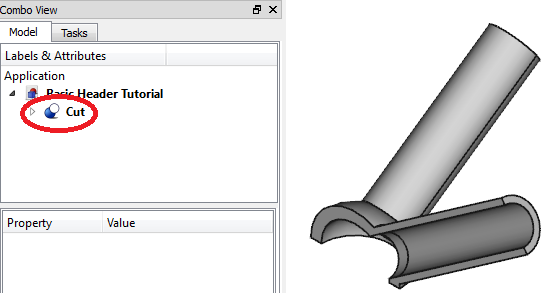 Combo View
Model Tasks
Labels & Attributes
Application
Basic Header Tutorial
Cut
Property Value